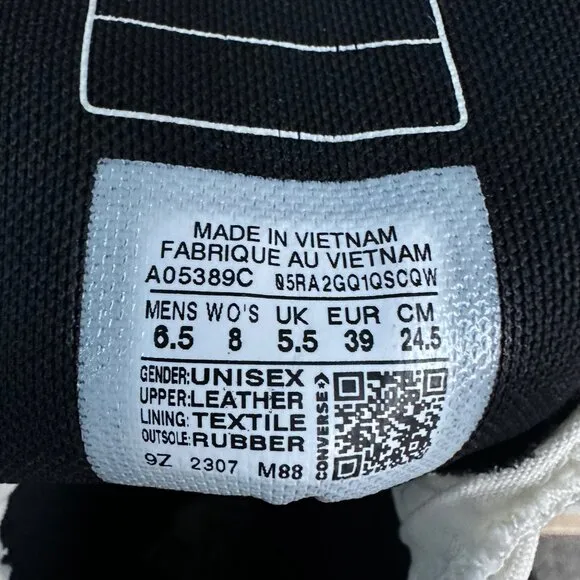 MADE IN VIETNAM
FABRIQUE AU VIETNAM
A05389C 05RA2GQ1QSCQW
MENS WO'S UK EUR CM
6.5 8 5.5 39 24.5
GENDER:UNISEX
UPPER:LEATHER
LINING:TEXTILE
OUTSOLE:RUBBER
9Z 2307 M88
CONVERSE